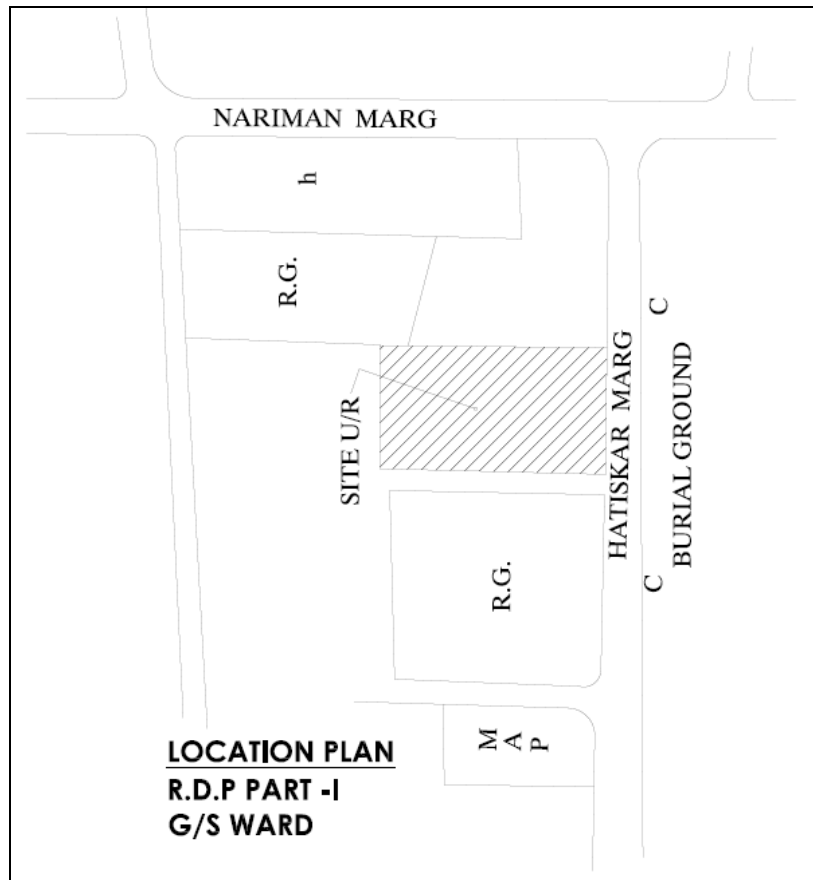 NARIMAN MARG
h
R.G.
C
SITE U/R
HATISKAR MARG
BURIAL GROUND
R.G.
C
M
A
P
LOCATION PLAN
R.D.P PART -I
G/S WARD